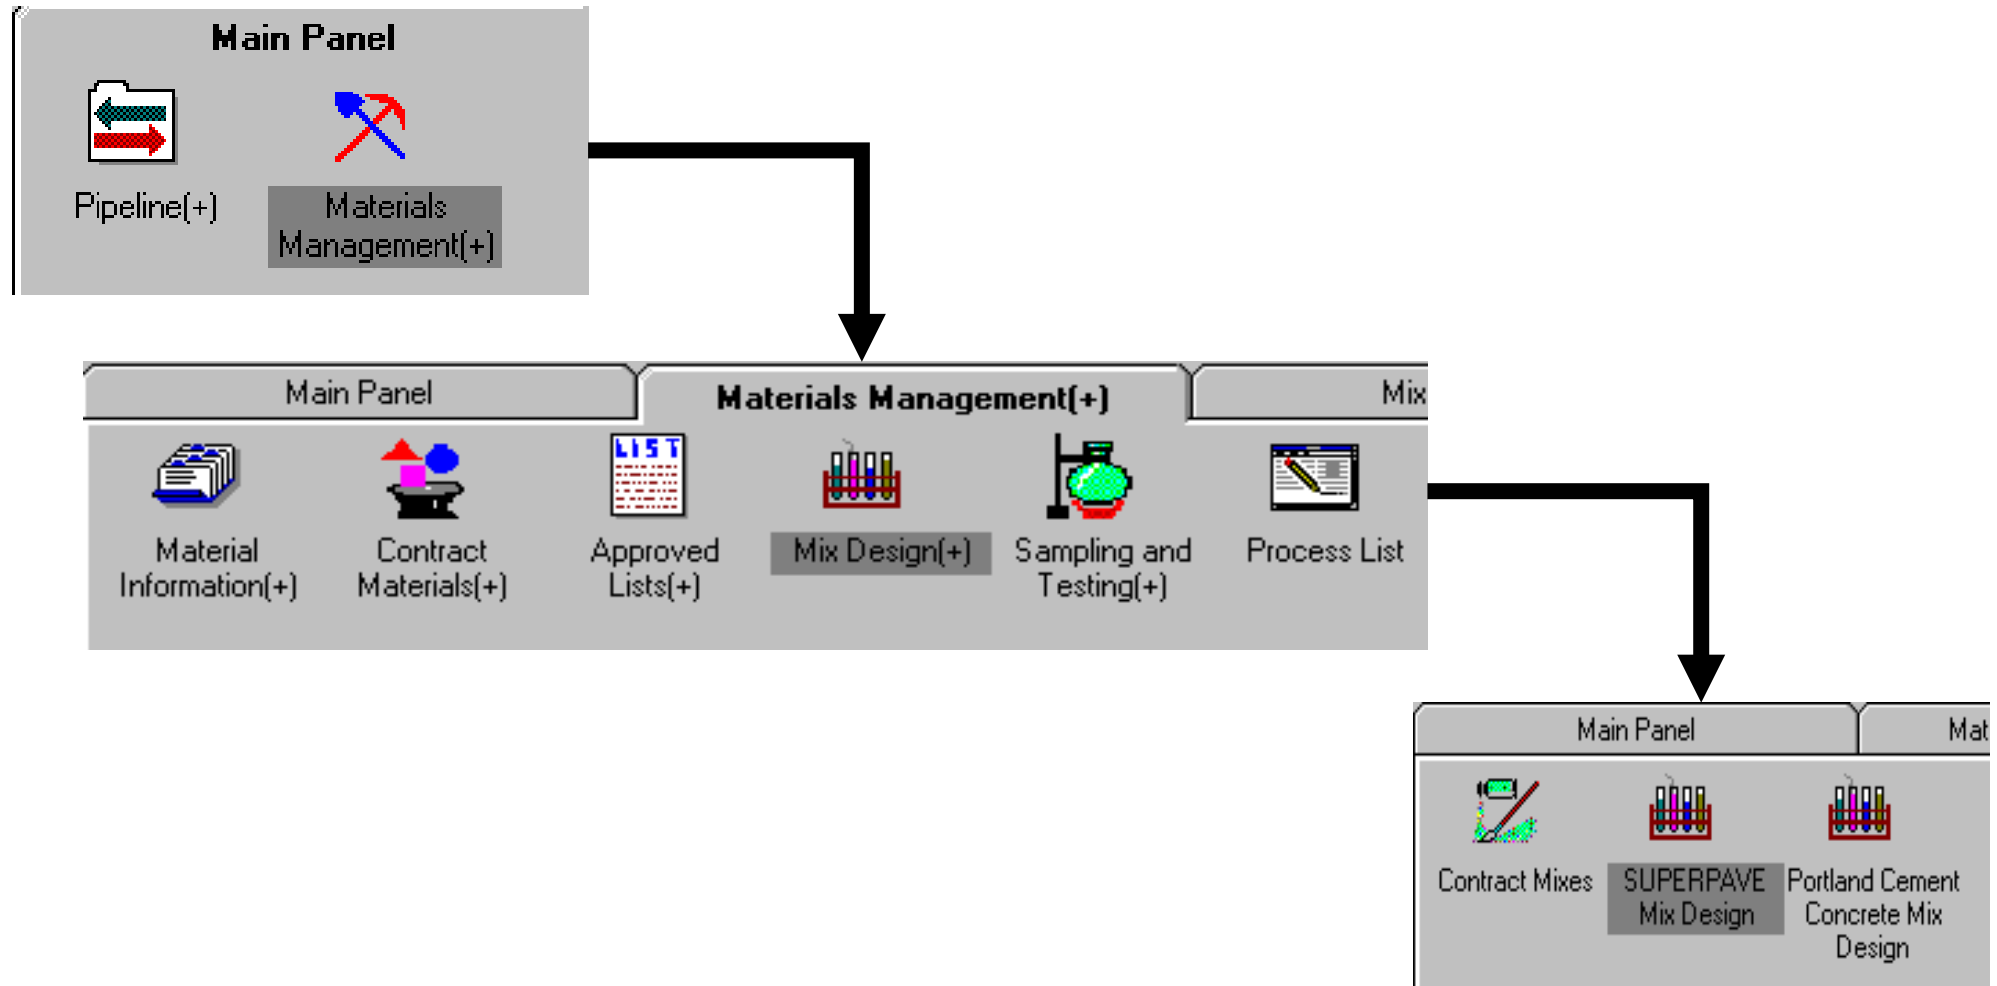 Main Panel
Pipeline(+)
Materials
Management(+)
Main Panel
Materials Management(+)
Mix
LIST
Material
Information(+)
Contract
Materials(+)
Approved
Lists(+)
Mix Design(+)
Sampling and
Testing(+)
Process List
Main Panel
Mat
Contract Mixes
SUPERPAVE
Mix Design
Portland Cement
Concrete Mix
Design